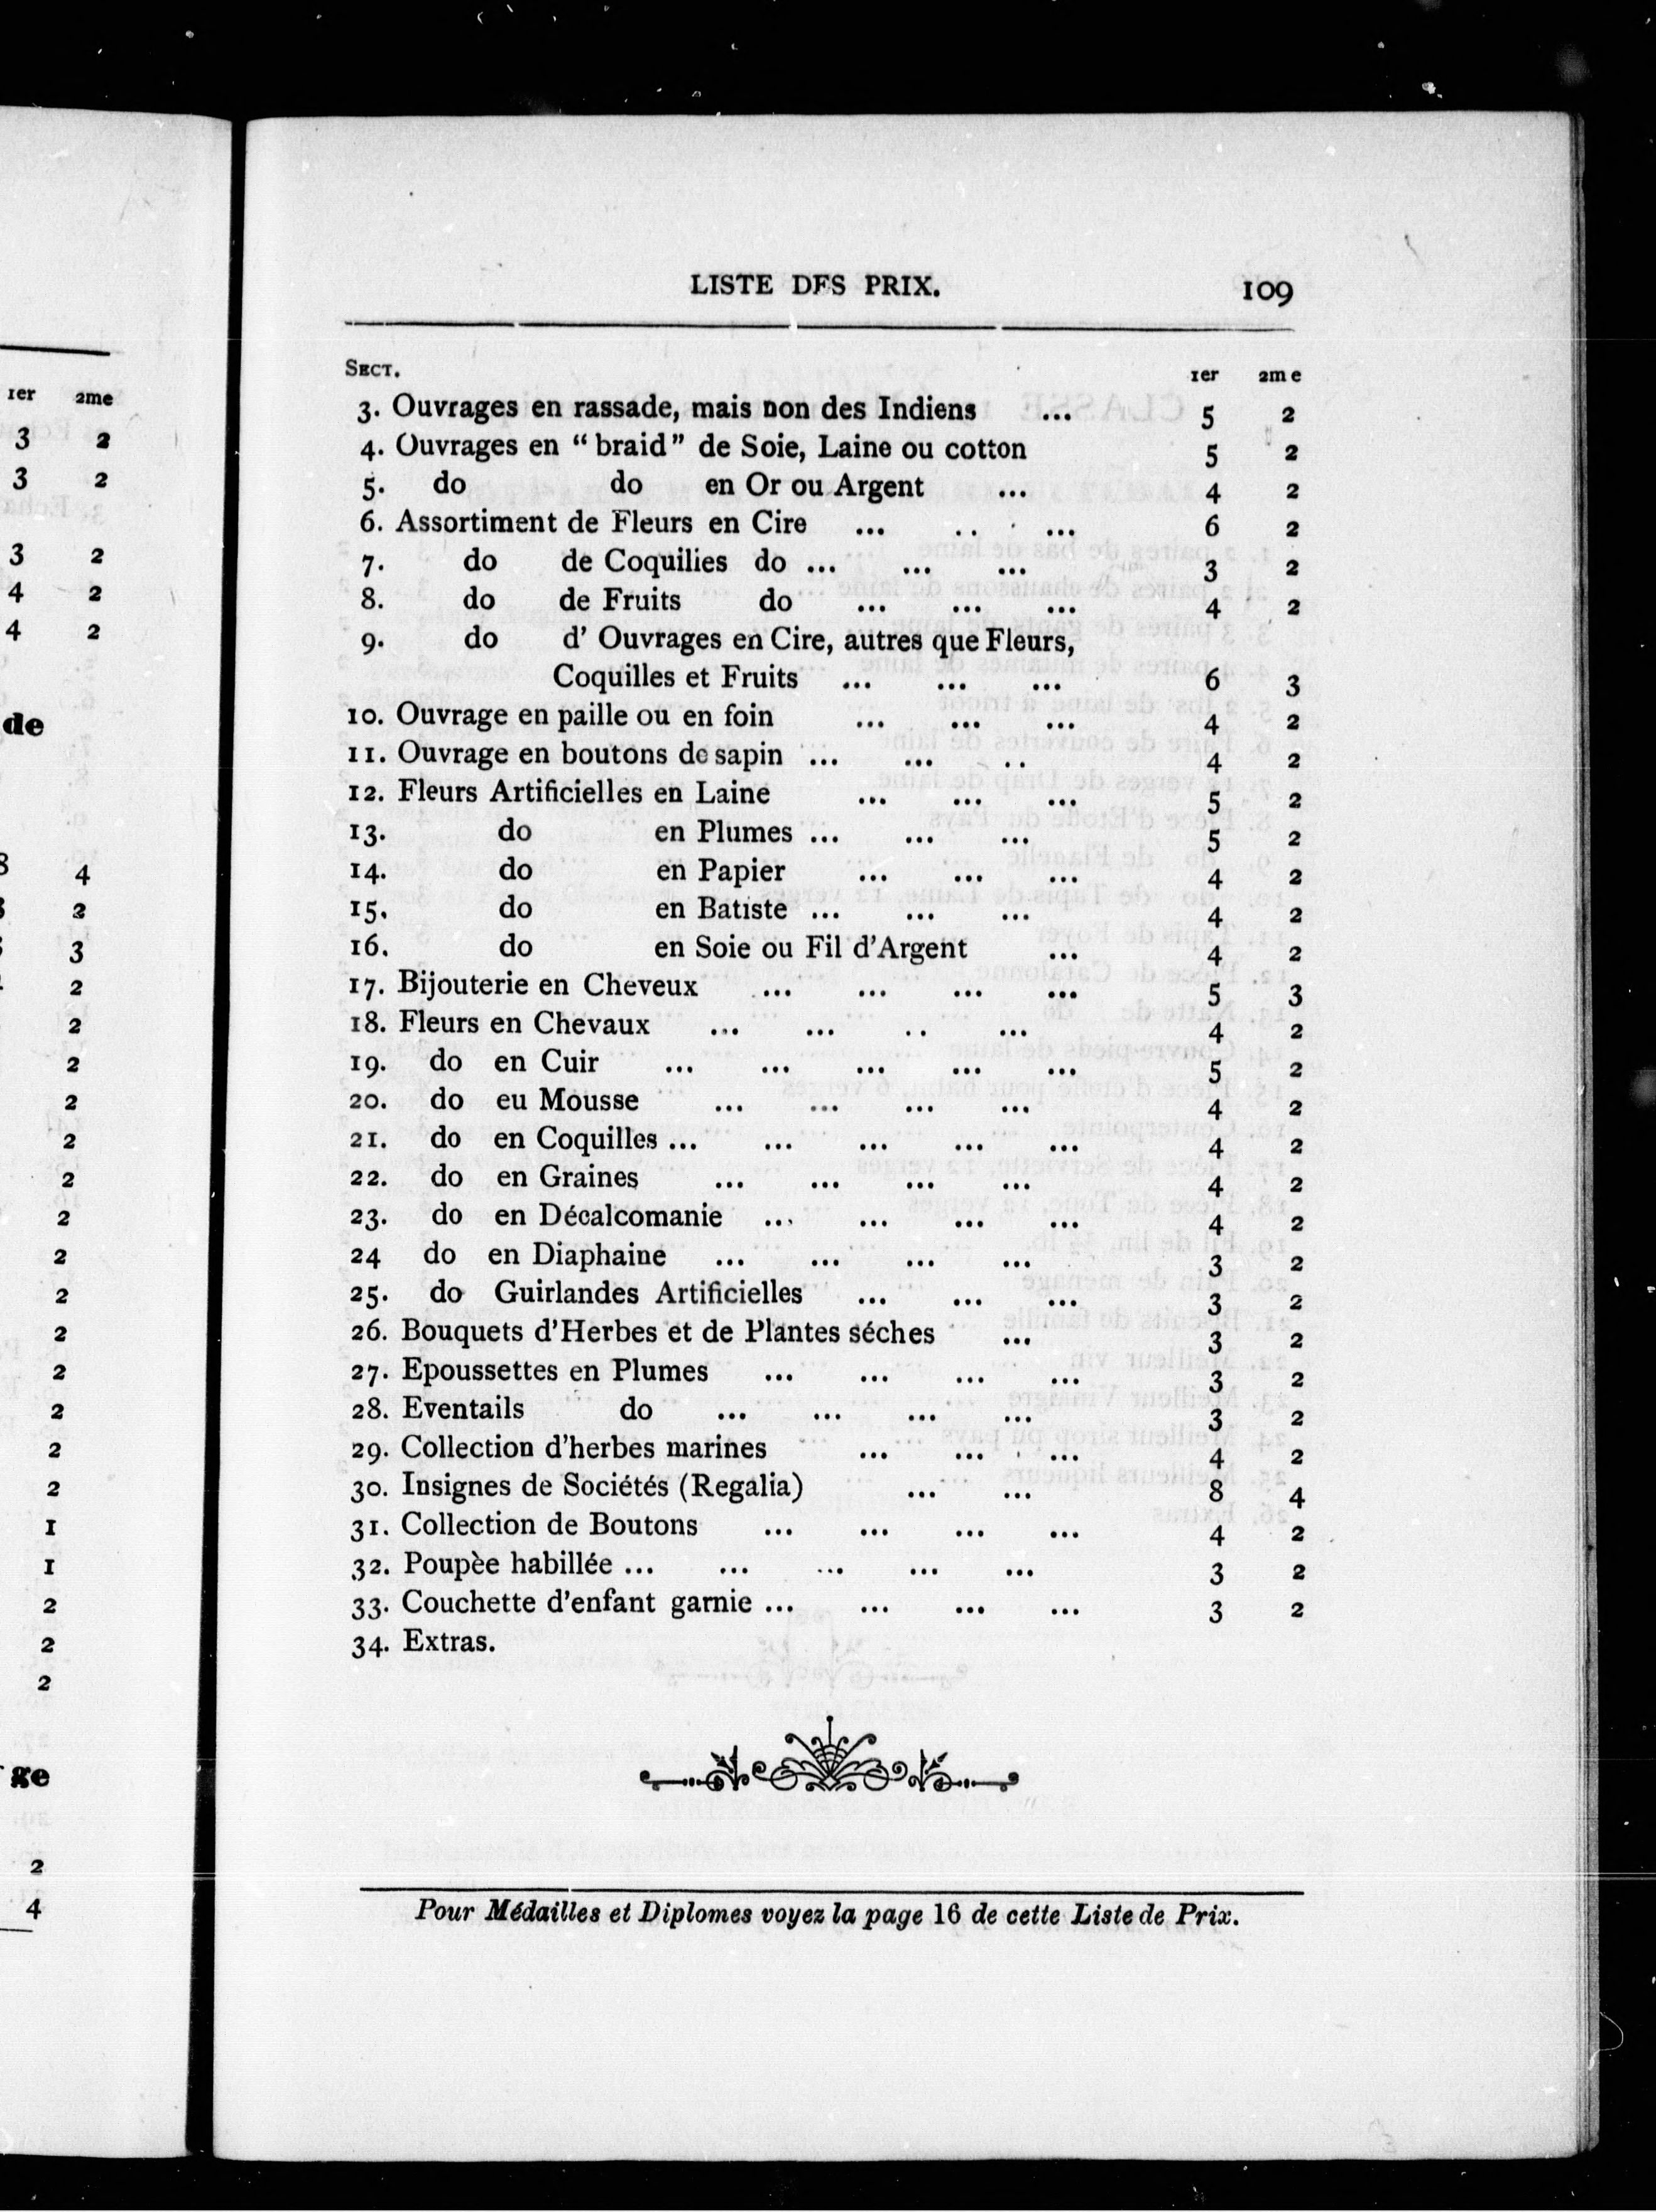 LISTE DFS PRIX. 109
SECT. 1er 2me
3. Ouvrages en rassade, mais non des Indiens ... 5 2
4. Ouvrages en “ braid” de Soie, Laine ou cotton 5 2
5. do do en Or ou Argent ... 4 2
6. Assortiment de Fleurs en Cire ... .. ... 6 2
7. do de Coquilies do ... ... ... 3 2
8. do de Fruits do ... ... ... 4 2
9. do d' Ouvrages en Cire, autres que Fleurs,
Coquilles et Fruits ... ... ... 6 3
10. Ouvrage en paille ou en foin ... ... ... 4 2
11. Ouvrage en boutons de sapin ... ... .. 4 2
12. Fleurs Artificielles en Laine ... ... ... 5 2
13. do en Plumes ... ... ... 5 2
14. do en Papier ... ... ... 4 2
15. do en Batiste ... ... ... 4 2
16. do en Soie ou Fil d'Argent ... 4 2
17. Bijouterie en Cheveux ... ... ... ... 5 3
18. Fleurs en Chevaux ... ... .. ... 4 2
19. do en Cuir ... ... ... ... ... 5 2
20. do eu Mousse ... ... ... ... 4 2
21. do en Coquilles ... ... ... ... ... 4 2
22. do en Graines ... ... ... ... 4 2
23. do en Décalcomanie ... ... ... ... 4 2
24 do en Diaphaine ... ... ... ... 3 2
25. do Guirlandes Artificielles ... ... ... 3 2
26. Bouquets d'Herbes et de Plantes séches ... 3 2
27. Epoussettes en Plumes ... ... ... ... 3 2
28. Eventails do ... ... ... ... 3 2
29. Collection d'herbes marines ... ... ... 4 2
30. Insignes de Sociétés (Regalia) ... ... 8 4
31. Collection de Boutons ... ... ... ... 4 2
32. Poupèe habillée ... ... ... ... ... 3 2
33. Couchette d'enfant garnie ... ... ... ... 3 2
34. Extras.
Pour Médailles et Diplomes voyez la page 16 de cette Liste de Prix.